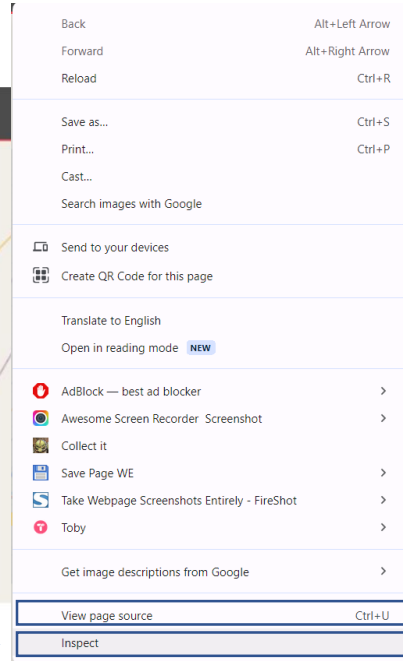 Back Alt+Left Arrow
Forward Alt+Right Arrow
Reload Ctrl+R
Save as... Ctrl+S
Print... Ctrl+P
Cast...
Search images with Google
Send to your devices
Create QR Code for this page
Translate to English
Open in reading mode NEW
AdBlock — best ad blocker
Awesome Screen Recorder Screenshot
Collect it
Save Page WE
Take Webpage Screenshots Entirely - FireShot
Toby
Get image descriptions from Google
View page source Ctrl+U
Inspect